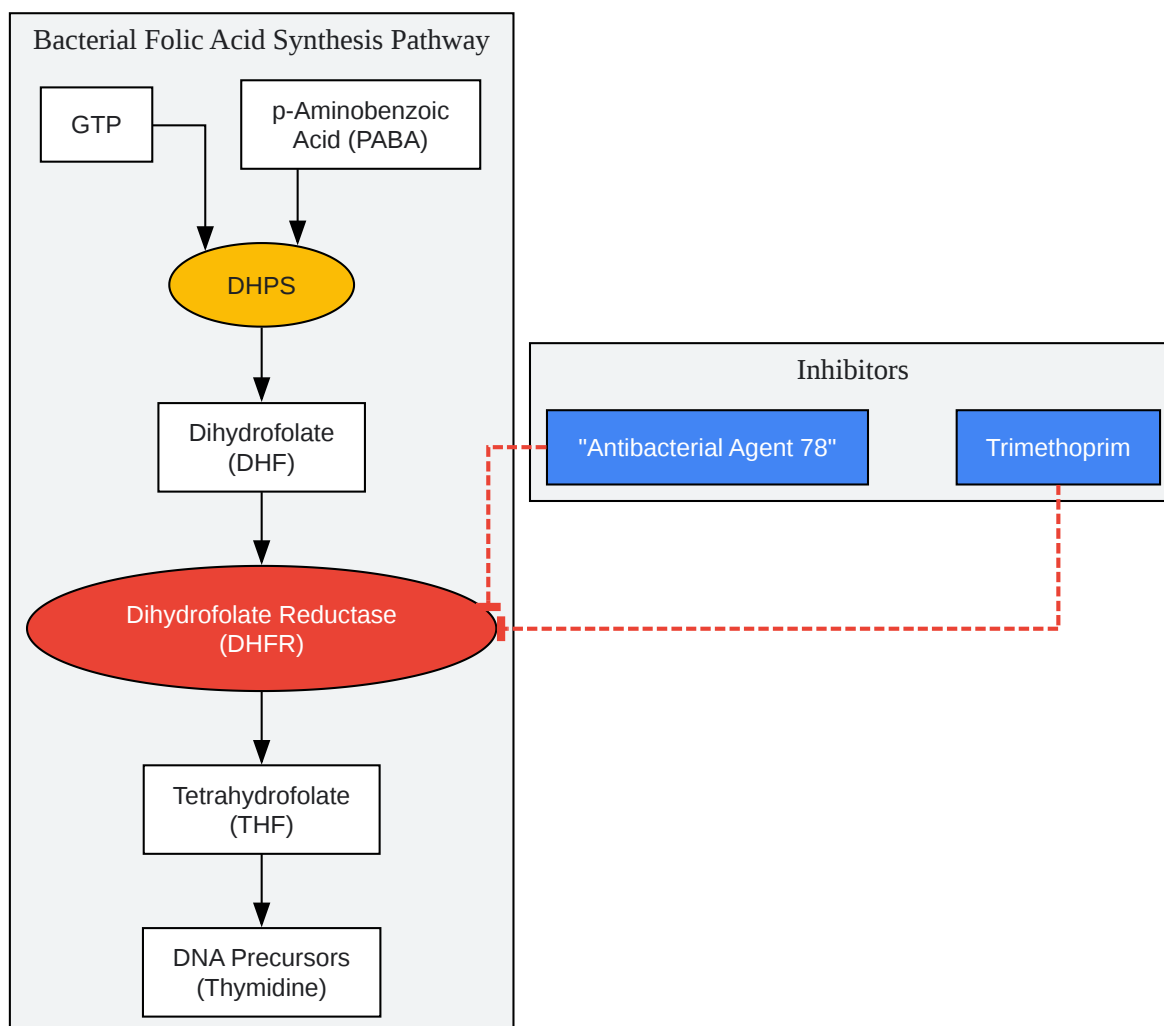 Bacterial Folic Acid Synthesis Pathway
GTP
p-Aminobenzoic
Acid (PABA)
DHPS
Inhibitors
Dihydrofolate
(DHF)
"Antibacterial Agent 78"
Trimethoprim
Dihydrofolate Reductase
(DHFR)
Tetrahydrofolate
(THF)
DNA Precursors
(Thymidine)